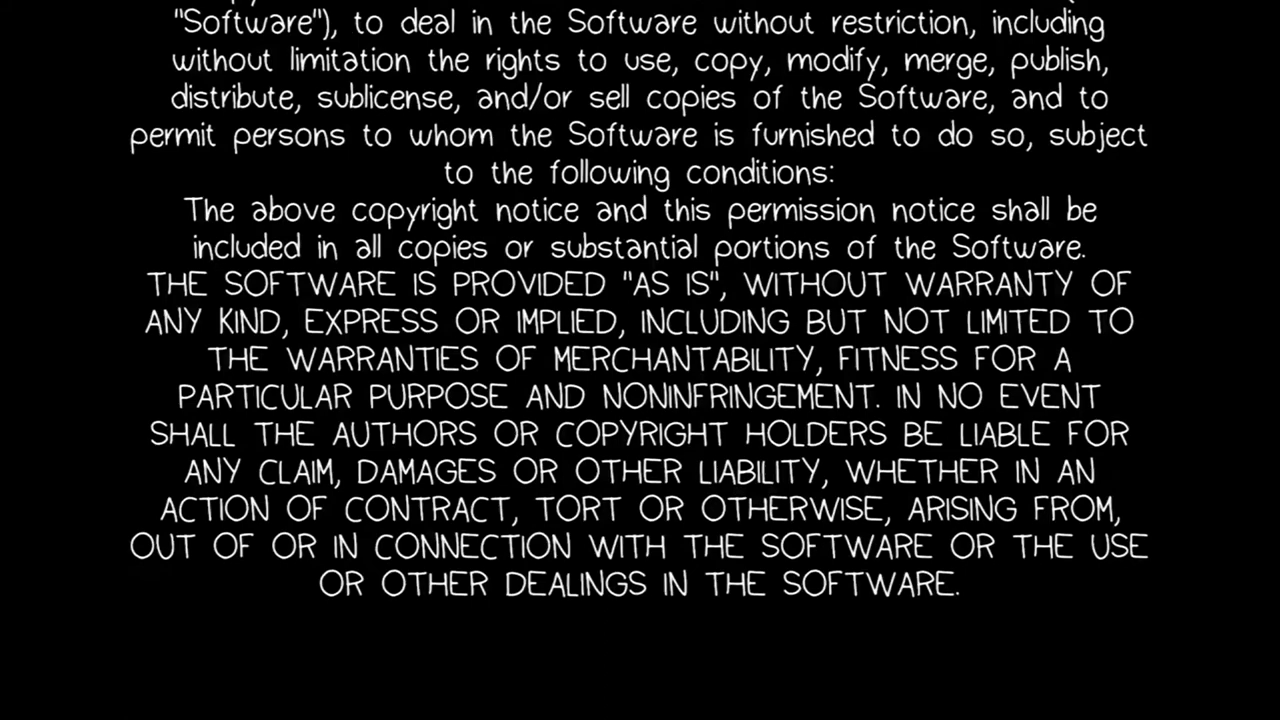 "Software"), to deal in the Software without restriction, including
without limitation the rights to use, copy, modify, merge, publish,
distribute, sublicense, and/or sell copies of the Software, and to
permit persons to whom the Software is furnished to do so, subject
to the following conditions:
The above copyright notice and this permission notice shall be
included in all copies or substantial portions of the Software.
THE SOFTWARE IS PROVIDED "AS IS", WITHOUT WARRANTY OF
ANY KIND, EXPRESS OR IMPLIED, INCLUDING BUT NOT LIMITED TO
THE WARRANTIES OF MERCHANTABILITY, FITNESS FOR A
PARTICULAR PURPOSE AND NONINFRINGEMENT. IN NO EVENT
SHALL THE AUTHORS OR COPYRIGHT HOLDERS BE LIABLE FOR
ANY CLAIM, DAMAGES OR OTHER LIABILITY, WHETHER IN AN
ACTION OF CONTRACT, TORT OR OTHERWISE, ARISING FROM,
OUT OF OR IN CONNECTION WITH THE SOFTWARE OR THE USE
OR OTHER DEALINGS IN THE SOFTWARE.